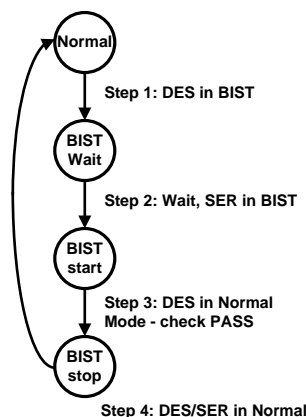 Normal
Step 1: DES in BIST
BIST
Wait
Step 2: Wait, SER in BIST
BIST
start
Step 3: DES in Normal
Mode - check PASS
BIST
stop
Step 4: DES/SER in Normal